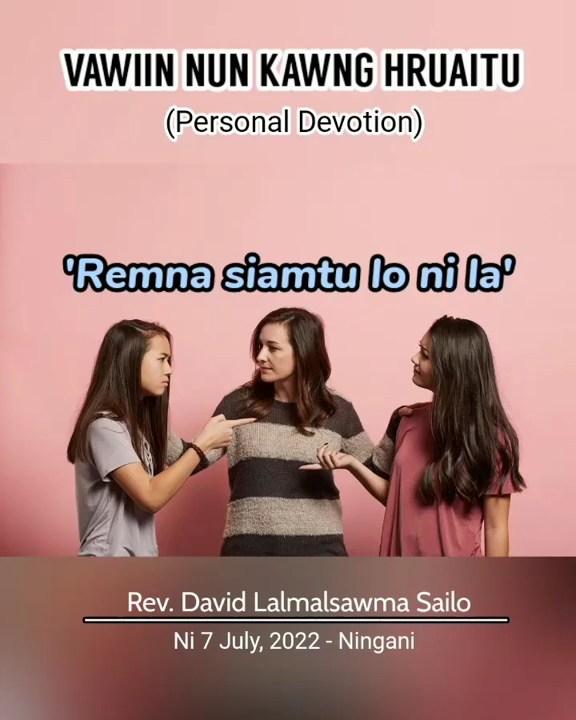 VAWIIN NUN KAWNG HRUAITU
(Personal Devotion)
'Remna siamtu lo ni la'
Rev. David Lalmalsawma Sailo
Ni 7 July, 2022 - Ningani